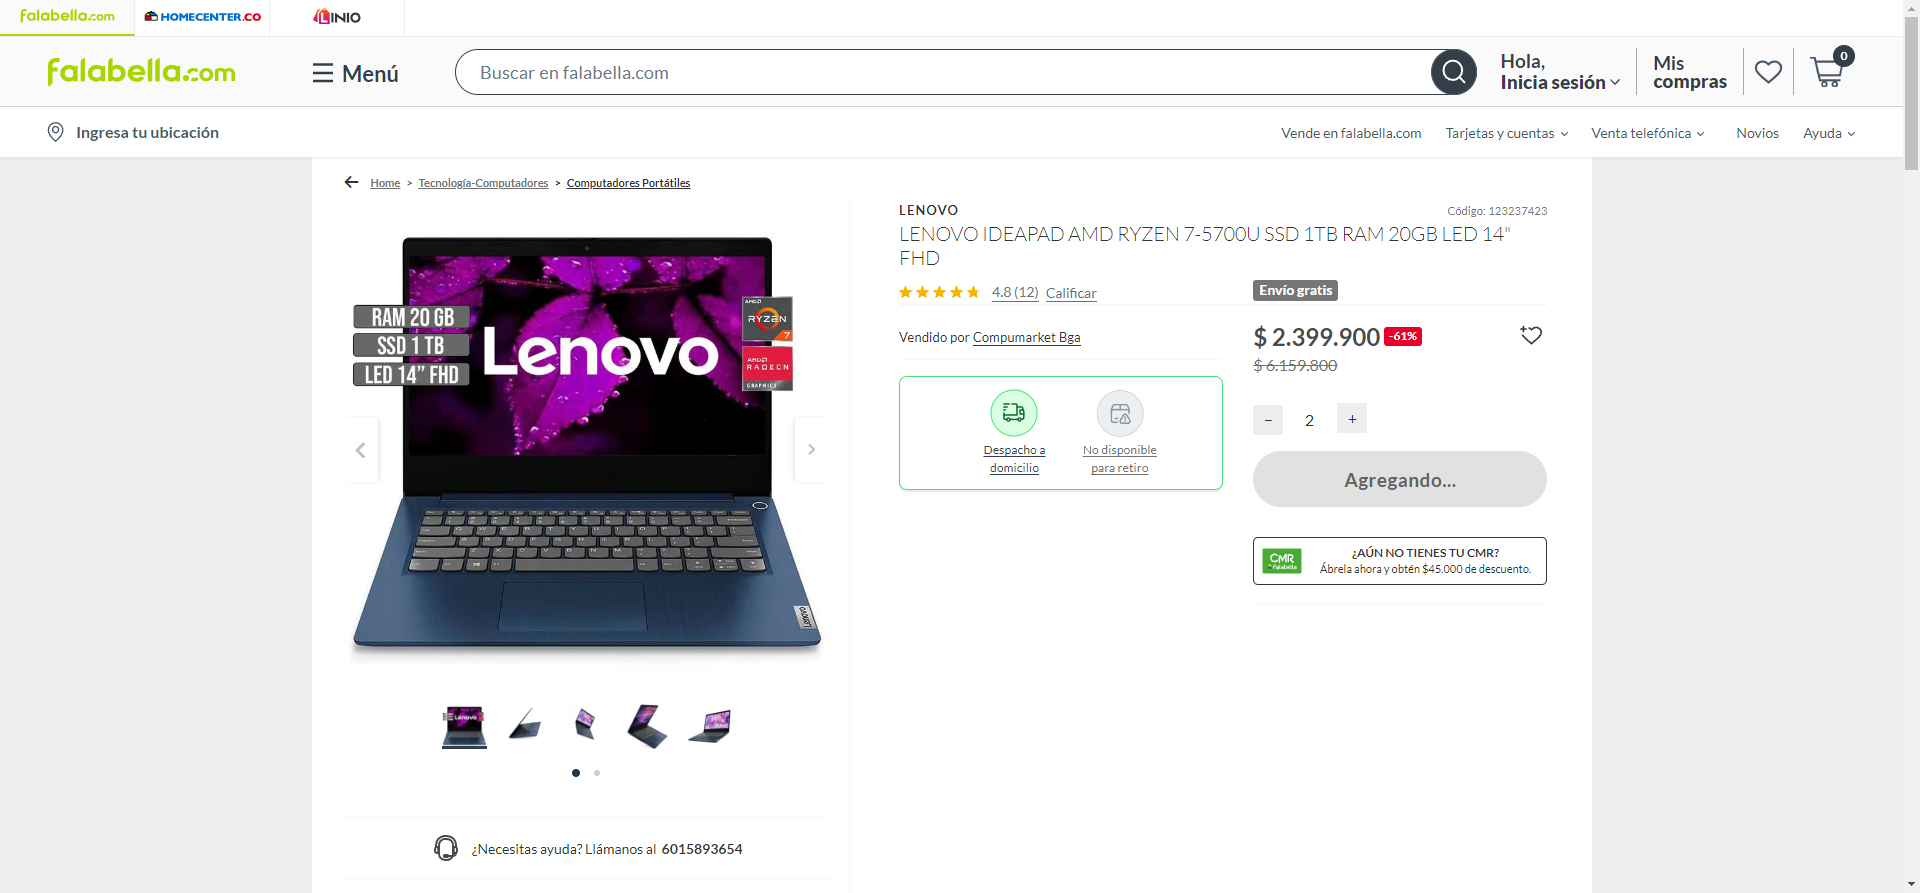 falabella.com
HOMECENTER.CO
LINIO
falabella.com
Menú
Buscar en falabella.com
Hola,
Inicia sesión
Mis
compras
0
Ingresa tu ubicación
Vende en falabella.com
Tarjetas y cuentas
Venta telefónica
Novios
Ayuda
Home > Tecnología-Computadores > Computadores Portátiles
RAM 20 GB
SSD 1 TB
LED 14” FHD
Lenovo
AMD
RYZEN
7
AMD
RADEON
GRAPHICS
Lenovo
LENOVO
Código: 123237423
LENOVO IDEAPAD AMD RYZEN 7-5700U SSD 1TB RAM 20GB LED 14"
FHD
4.8 (12) Calificar
Envío gratis
Vendido por Compumarket Bga
$ 2.399.900 -61%
$ 6.159.800
Despacho a
domicilio
No disponible
para retiro
− 2 +
Agregando...
CMR
Falabella
¿AÚN NO TIENES TU CMR?
Ábrela ahora y obtén $45.000 de descuento.
Lenovo
¿Necesitas ayuda? Llámanos al 6015893654